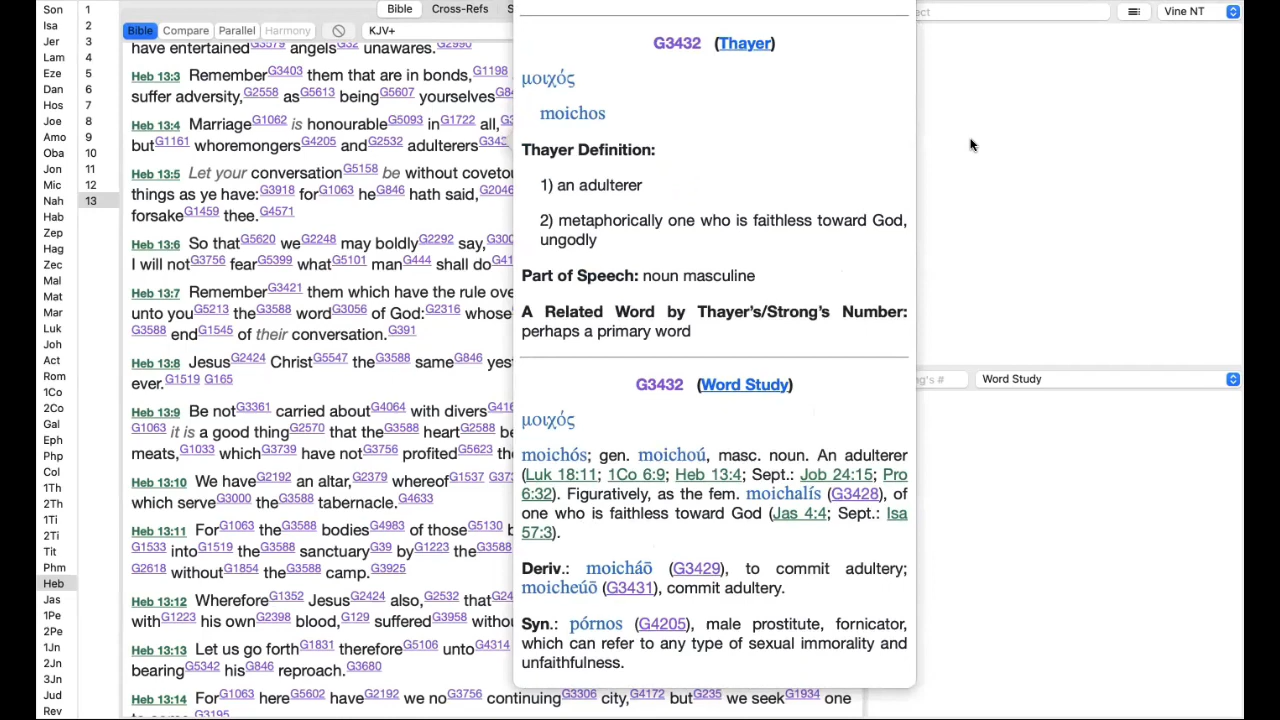 Son
Isa
Jer
Lam
Eze
Dan
Hos
Joe
Amo
Oba
Jon
Mic
Nah
Hab
Zep
Hag
Zec
Mal
Mat
Mar
Luk
Joh
Act
Rom
1Co
2Co
Gal
Eph
Php
Col
1Th
2Th
1Ti
2Ti
Tit
Phm
Heb
Jas
1Pe
2Pe
1Jn
2Jn
3Jn
Jud
Rev
1
2
3
4
5
6
7
8
9
10
11
12
13
Bible Cross-Refs S
Bible Compare Parallel Harmony KJV+
have entertained G3579 angels G32 unawares. G2990
Heb 13:3 Remember G3403 them that are in bonds, G1198
suffer adversity, G2558 as G5613 being G5607 yourselves
Heb 13:4 Marriage G1062 is honourable G5093 in G1722 all,
but G1161 whoremongers G4205 and G2532 adulterers
Heb 13:5 Let your conversation G5158 be without
things as ye have: G3918 for G1063 he G846 hath said,
forsake G1459 thee. G4571
Heb 13:6 So that G5620 we G2248 may boldly G2292 say,
I will not G3756 fear G5399 what G5101 man G444 shall do
Heb 13:7 Remember G3421 them which have the rule
unto you G5213 the G3588 word G3056 of God: G2316 whose
G3588 end G1545 of their conversation. G391
Heb 13:8 Jesus G2424 Christ G5547 the G3588 same G846 yes
ever. G1519 G165
Heb 13:9 Be not G3361 carried about G4064 with divers
G1063 it is a good thing G2570 that the G3588 heart G2588 be
meats, G1033 which G3739 have not G3756 profited G5623
Heb 13:10 We have G2192 an altar, G2379 whereof G1537
which serve G3000 the G3588 tabernacle. G4633
Heb 13:11 For G1063 the G3588 bodies G4983 of those G5130
G1533 into G1519 the G3588 sanctuary G39 by G1223 the G3588
G2618 without G1854 the G3588 camp. G3925
Heb 13:12 Wherefore G1352 Jesus G2424 also, G2532 that
with G1223 his own G2398 blood, G129 suffered G3958
Heb 13:13 Let us go forth G1831 therefore G5106 unto G4314
bearing G5342 his G846 reproach. G3680
Heb 13:14 For G1063 here G5602 have G2192 we no G3756 continuing G3306 city, G4172 but G235 we seek G1934 one
G3195
G3432 (Thayer)
μοιχός
moichos
Thayer Definition:
1) an adulterer
2) metaphorically one who is faithless toward God,
ungodly
Part of Speech: noun masculine
A Related Word by Thayer's/Strong's Number:
perhaps a primary word
G3432 (Word Study)
μοιχός
moichós; gen. moichoú, masc. noun. An adulterer
(Luk 18:11; 1Co 6:9; Heb 13:4; Sept.: Job 24:15; Pro
6:32). Figuratively, as the fem. moichalís (G3428), of
one who is faithless toward God (Jas 4:4; Sept.: Isa
57:3).
Deriv.: moicháō (G3429), to commit adultery;
moicheúō (G3431), commit adultery.
Syn.: pórnos (G4205), male prostitute, fornicator,
which can refer to any type of sexual immorality and
unfaithfulness.
ect Vine NT
g's # Word Study